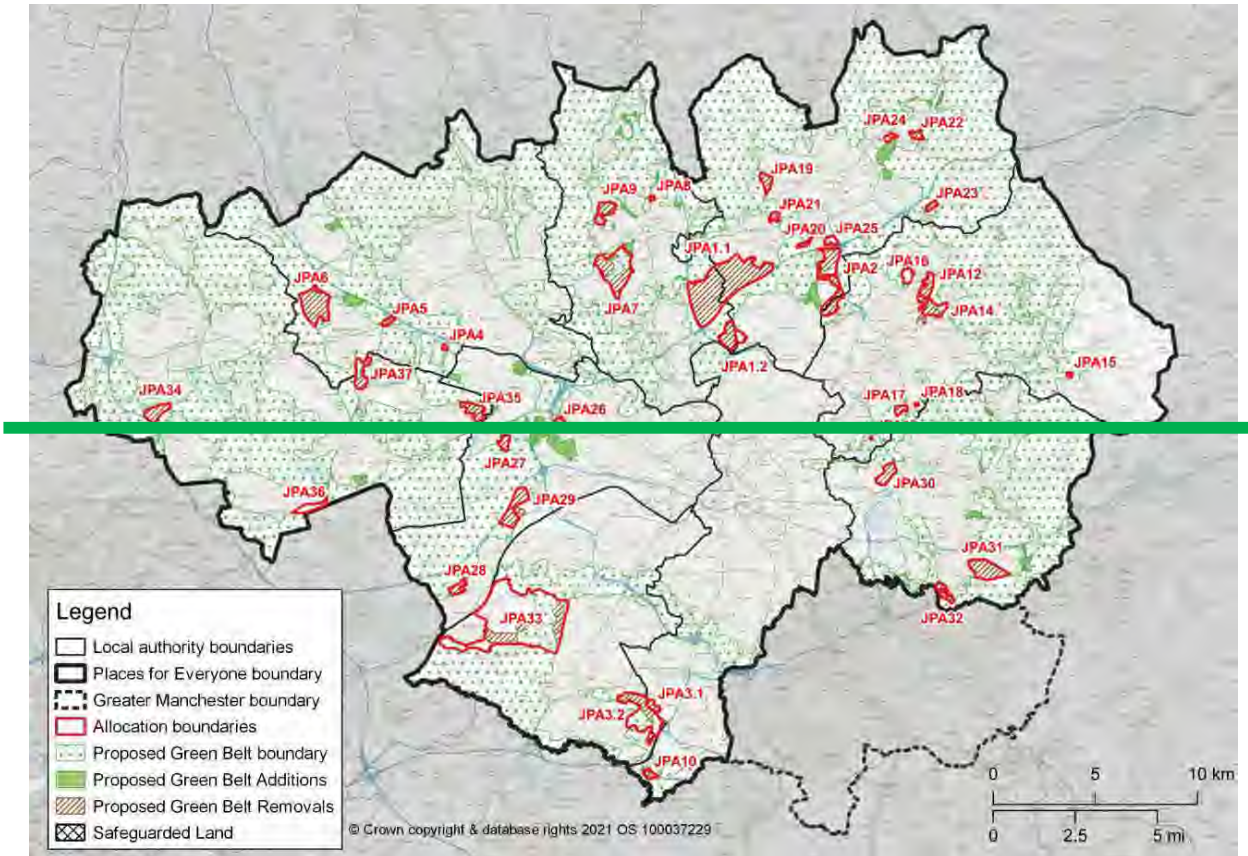 JPA24
JPA22
JPA19
JPA9
JPA8
JPA23
JPA21
JPA20
JPA25
JPA1.1
JPA2
JPA16
JPA12
JPA6
JPA7
JPA14
JPA5
JPA4
JPA1.2
JPA15
JPA37
JPA34
JPA35
JPA26
JPA17
JPA18
JPA27
JPA30
JPA36
JPA29
JPA31
JPA28
JPA32
JPA33
JPA3.1
JPA3.2
JPA10
Legend
Local authority boundaries
Places for Everyone boundary
Greater Manchester boundary
Allocation boundaries
Proposed Green Belt boundary
Proposed Green Belt Additions
Proposed Green Belt Removals
Safeguarded Land
© Crown copyright & database rights 2021 OS 100037229
0 5 10 km
0 2.5 5 mi